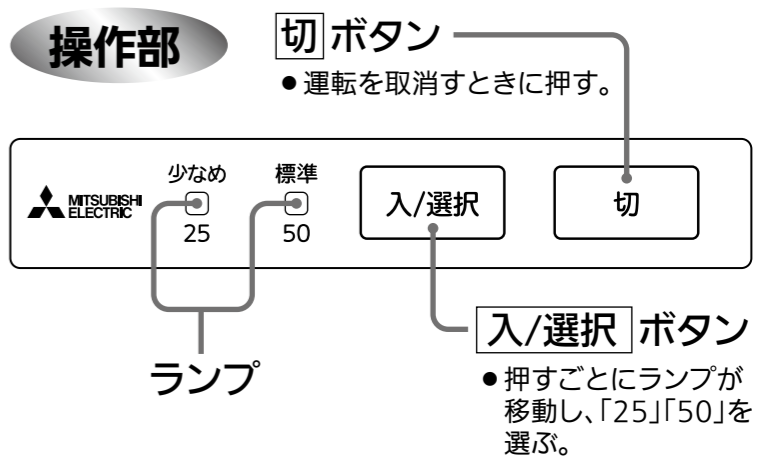 操作部
切ボタン
●運転を取消すときに押す。
MITSUBISHI
ELECTRIC
少なめ
25
標準
50
入/選択
切
ランプ
入/選択 ボタン
●押すごとにランプが
移動し、「25」「50」を
選ぶ。